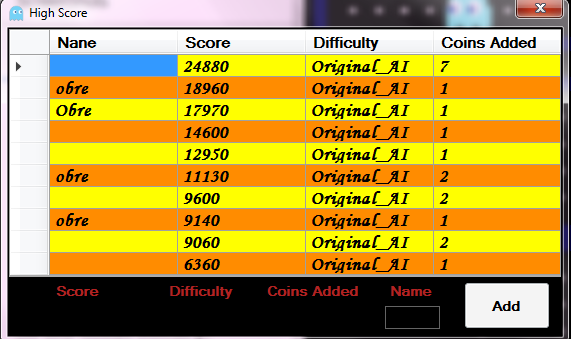 High Score
Nane Score Difficulty Coins Added
24880 Original_AI 7
obre 18960 Original_AI 1
Obre 17970 Original_AI 1
14600 Original_AI 1
12950 Original_AI 1
obre 11130 Original_AI 2
9600 Original_AI 2
obre 9140 Original_AI 1
9060 Original_AI 2
6360 Original_AI 1
Score Difficulty Coins Added Name
Add